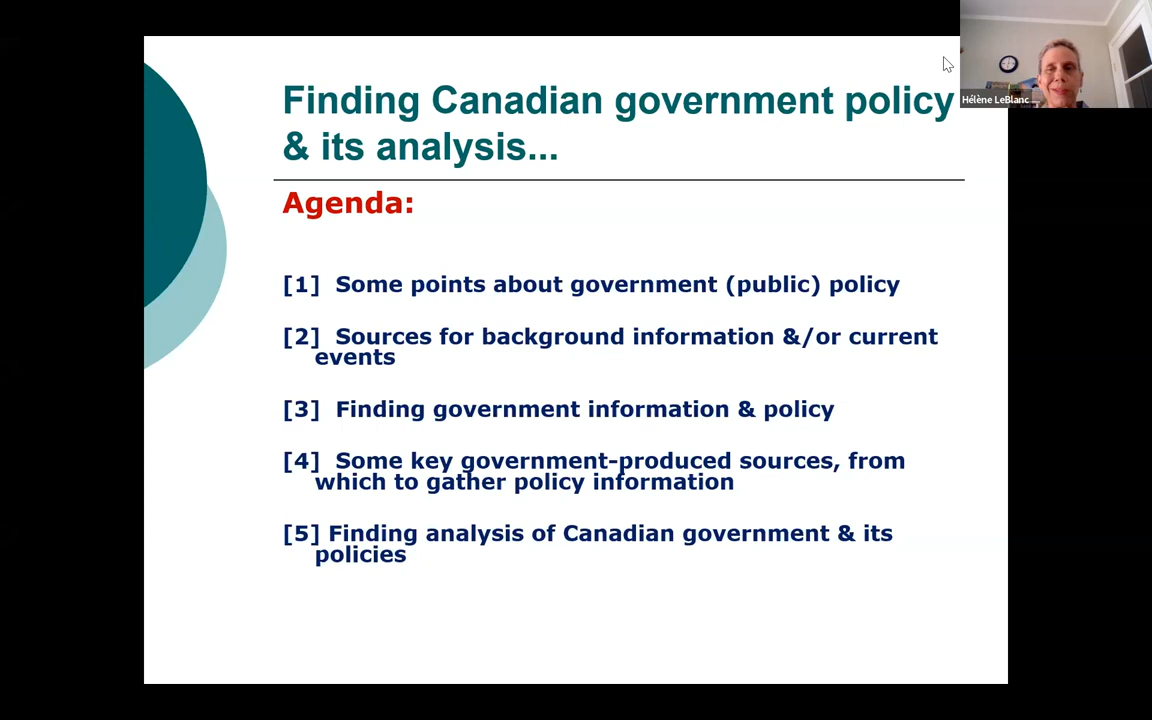 Finding Canadian government policy
& its analysis...
Hélène LeBlanc ...
Agenda:
[1] Some points about government (public) policy
[2] Sources for background information &/or current
events
[3] Finding government information & policy
[4] Some key government-produced sources, from
which to gather policy information
[5] Finding analysis of Canadian government & its
policies